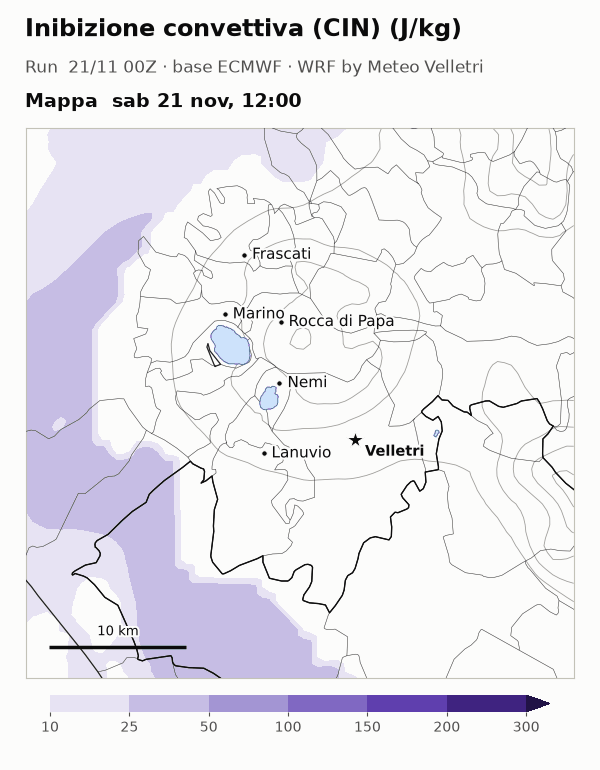 Inibizione convettiva (CIN) (J/kg)
Run  21/11 00Z · base ECMWF · WRF by Meteo Velletri
Mappa  sab 21 nov, 12:00
Frascati
Marino
Rocca di Papa
Nemi
Velletri
Lanuvio
10 km
10 25 50 100 150 200 300